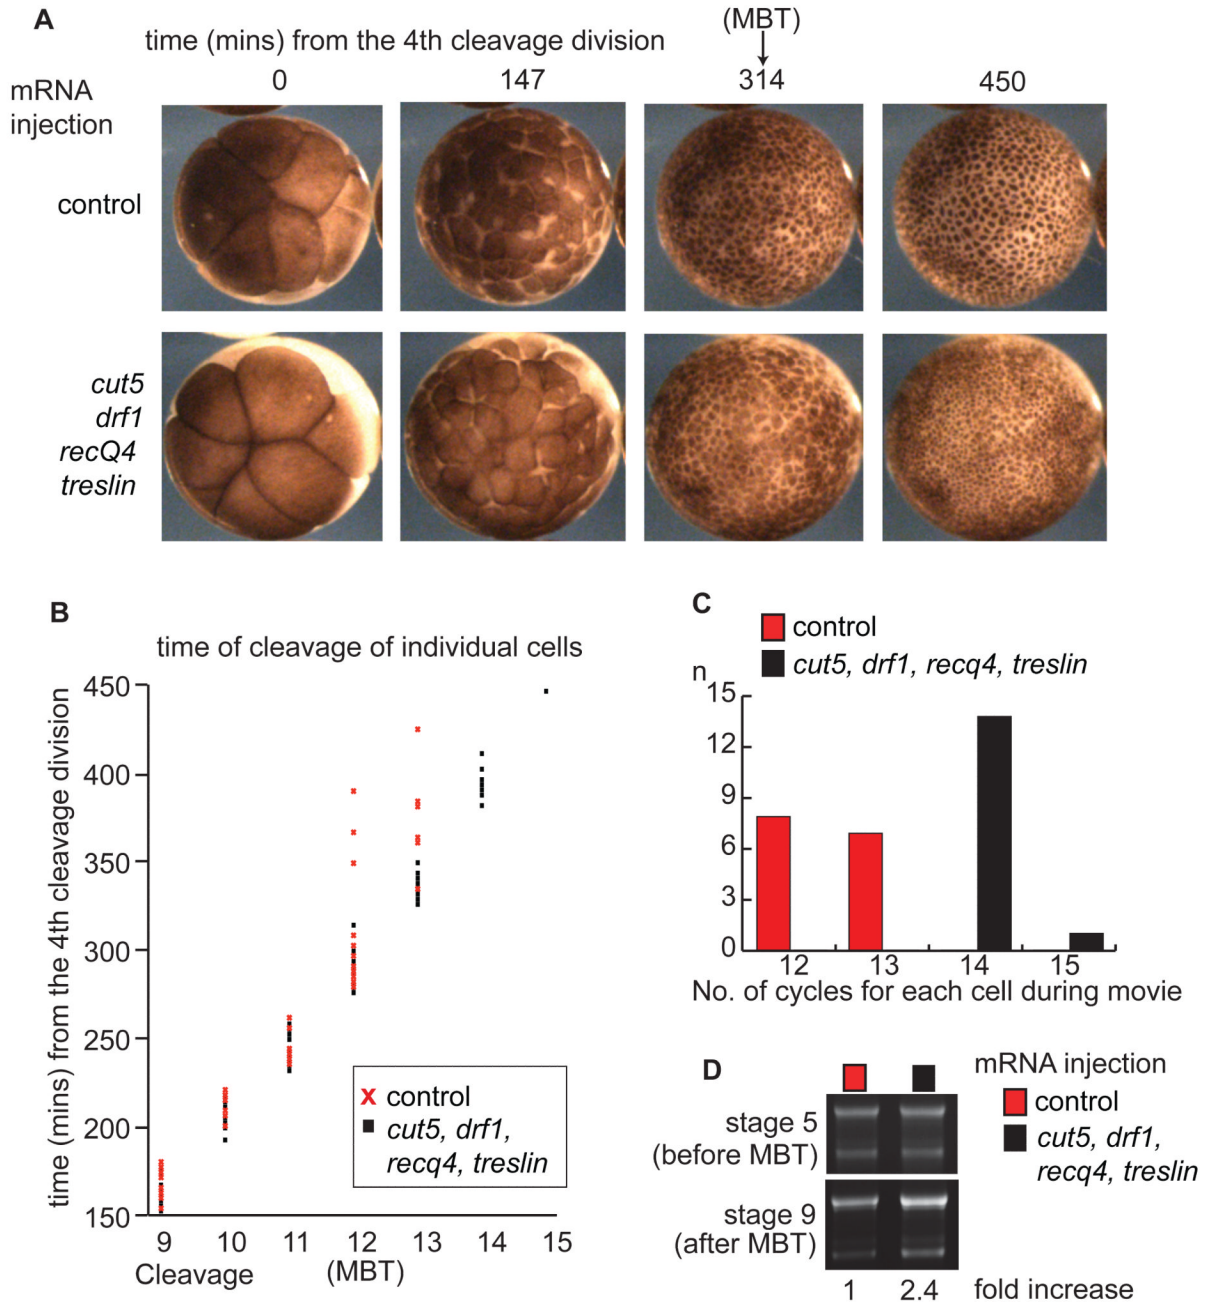 A
(MBT)
time (mins) from the 4th cleavage division
mRNA
injection
0 147 314 450
control
cut5
drf1
recQ4
treslin
B
time of cleavage of individual cells
time (mins) from the 4th cleavage division
450
400
350
300
250
200
150
9 10 11 12 13 14 15
Cleavage (MBT)
x control
cut5, drf1,
recq4, treslin
C
control
cut5, drf1, recq4, treslin
n
15
12
9
6
3
0
12 13 14 15
No. of cycles for each cell during movie
D
mRNA injection
control
cut5, drf1,
recq4, treslin
stage 5
(before MBT)
stage 9
(after MBT)
1 2.4 fold increase